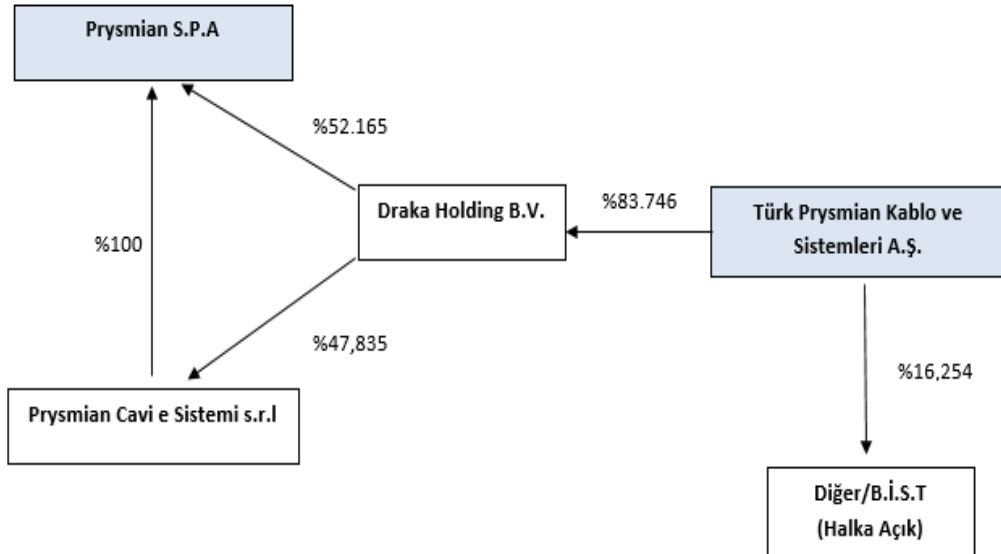 Prysmian S.P.A
%52.165
%83.746
Draka Holding B.V.
Türk Prysmian Kablo ve
Sistemleri A.Ş.
%100
%47,835
%16,254
Prysmian Cavi e Sistemi s.r.l
Diğer/B.İ.S.T
(Halka Açık)